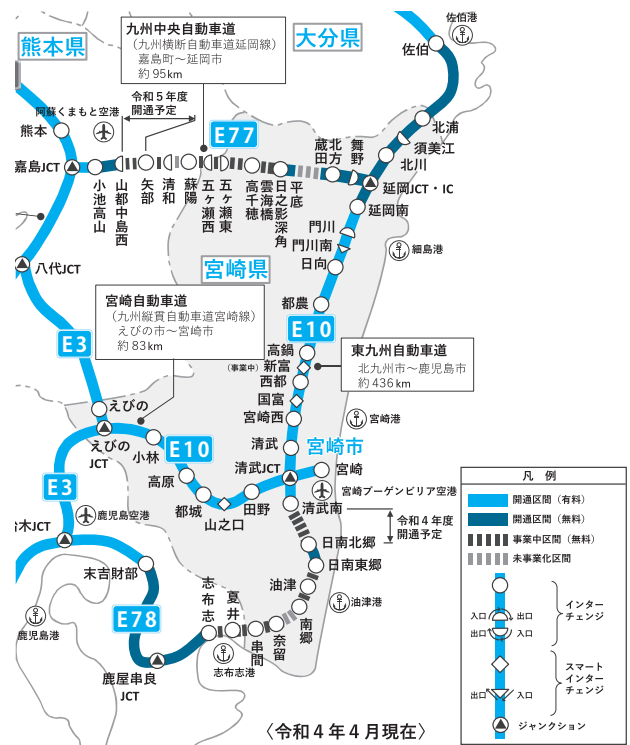 九州中央自動車道
（九州横断自動車道延岡線）
嘉島町～延岡市
約95km
熊本県
大分県
佐伯港
佐伯
阿蘇くまもと空港
令和5年度
開通予定
E77
熊本
嘉島JCT
小池高山
山都中島西
矢部
清和
蘇陽
五ヶ瀬西
五ヶ瀬東
高千穂
雲海橋
日之影深角
平底
蔵田
北方
舞野
北浦
須美江
北川
延岡JCT・IC
延岡南
門川
門川南
日向
細島港
八代JCT
宮崎県
宮崎自動車道
（九州縦貫自動車道宮崎線）
えびの市～宮崎市
約83km
都農
E10
E3
高鍋
（事業中）
新富
西都
国富
宮崎西
東九州自動車道
北九州市～鹿児島市
約436km
えびの
えびの
JCT
小林
E10
宮崎港
清武
宮崎市
清武JCT
宮崎
高原
都城
山之口
田野
宮崎ブーゲンビリア空港
清武南
E3
鹿児島空港
木JCT
令和4年度
開通予定
日南北郷
日南東郷
末吉財部
油津
油津港
南郷
奈留
串間
夏井
志布志
志布志港
鹿児島港
E78
鹿屋串良
JCT
〈令和4年4月現在〉
凡例
開通区間（有料）
開通区間（無料）
事業中区間（無料）
未事業化区間
入口
出口
出口
入口
インター
チェンジ
スマート
インター
チェンジ
出口
入口
ジャンクション